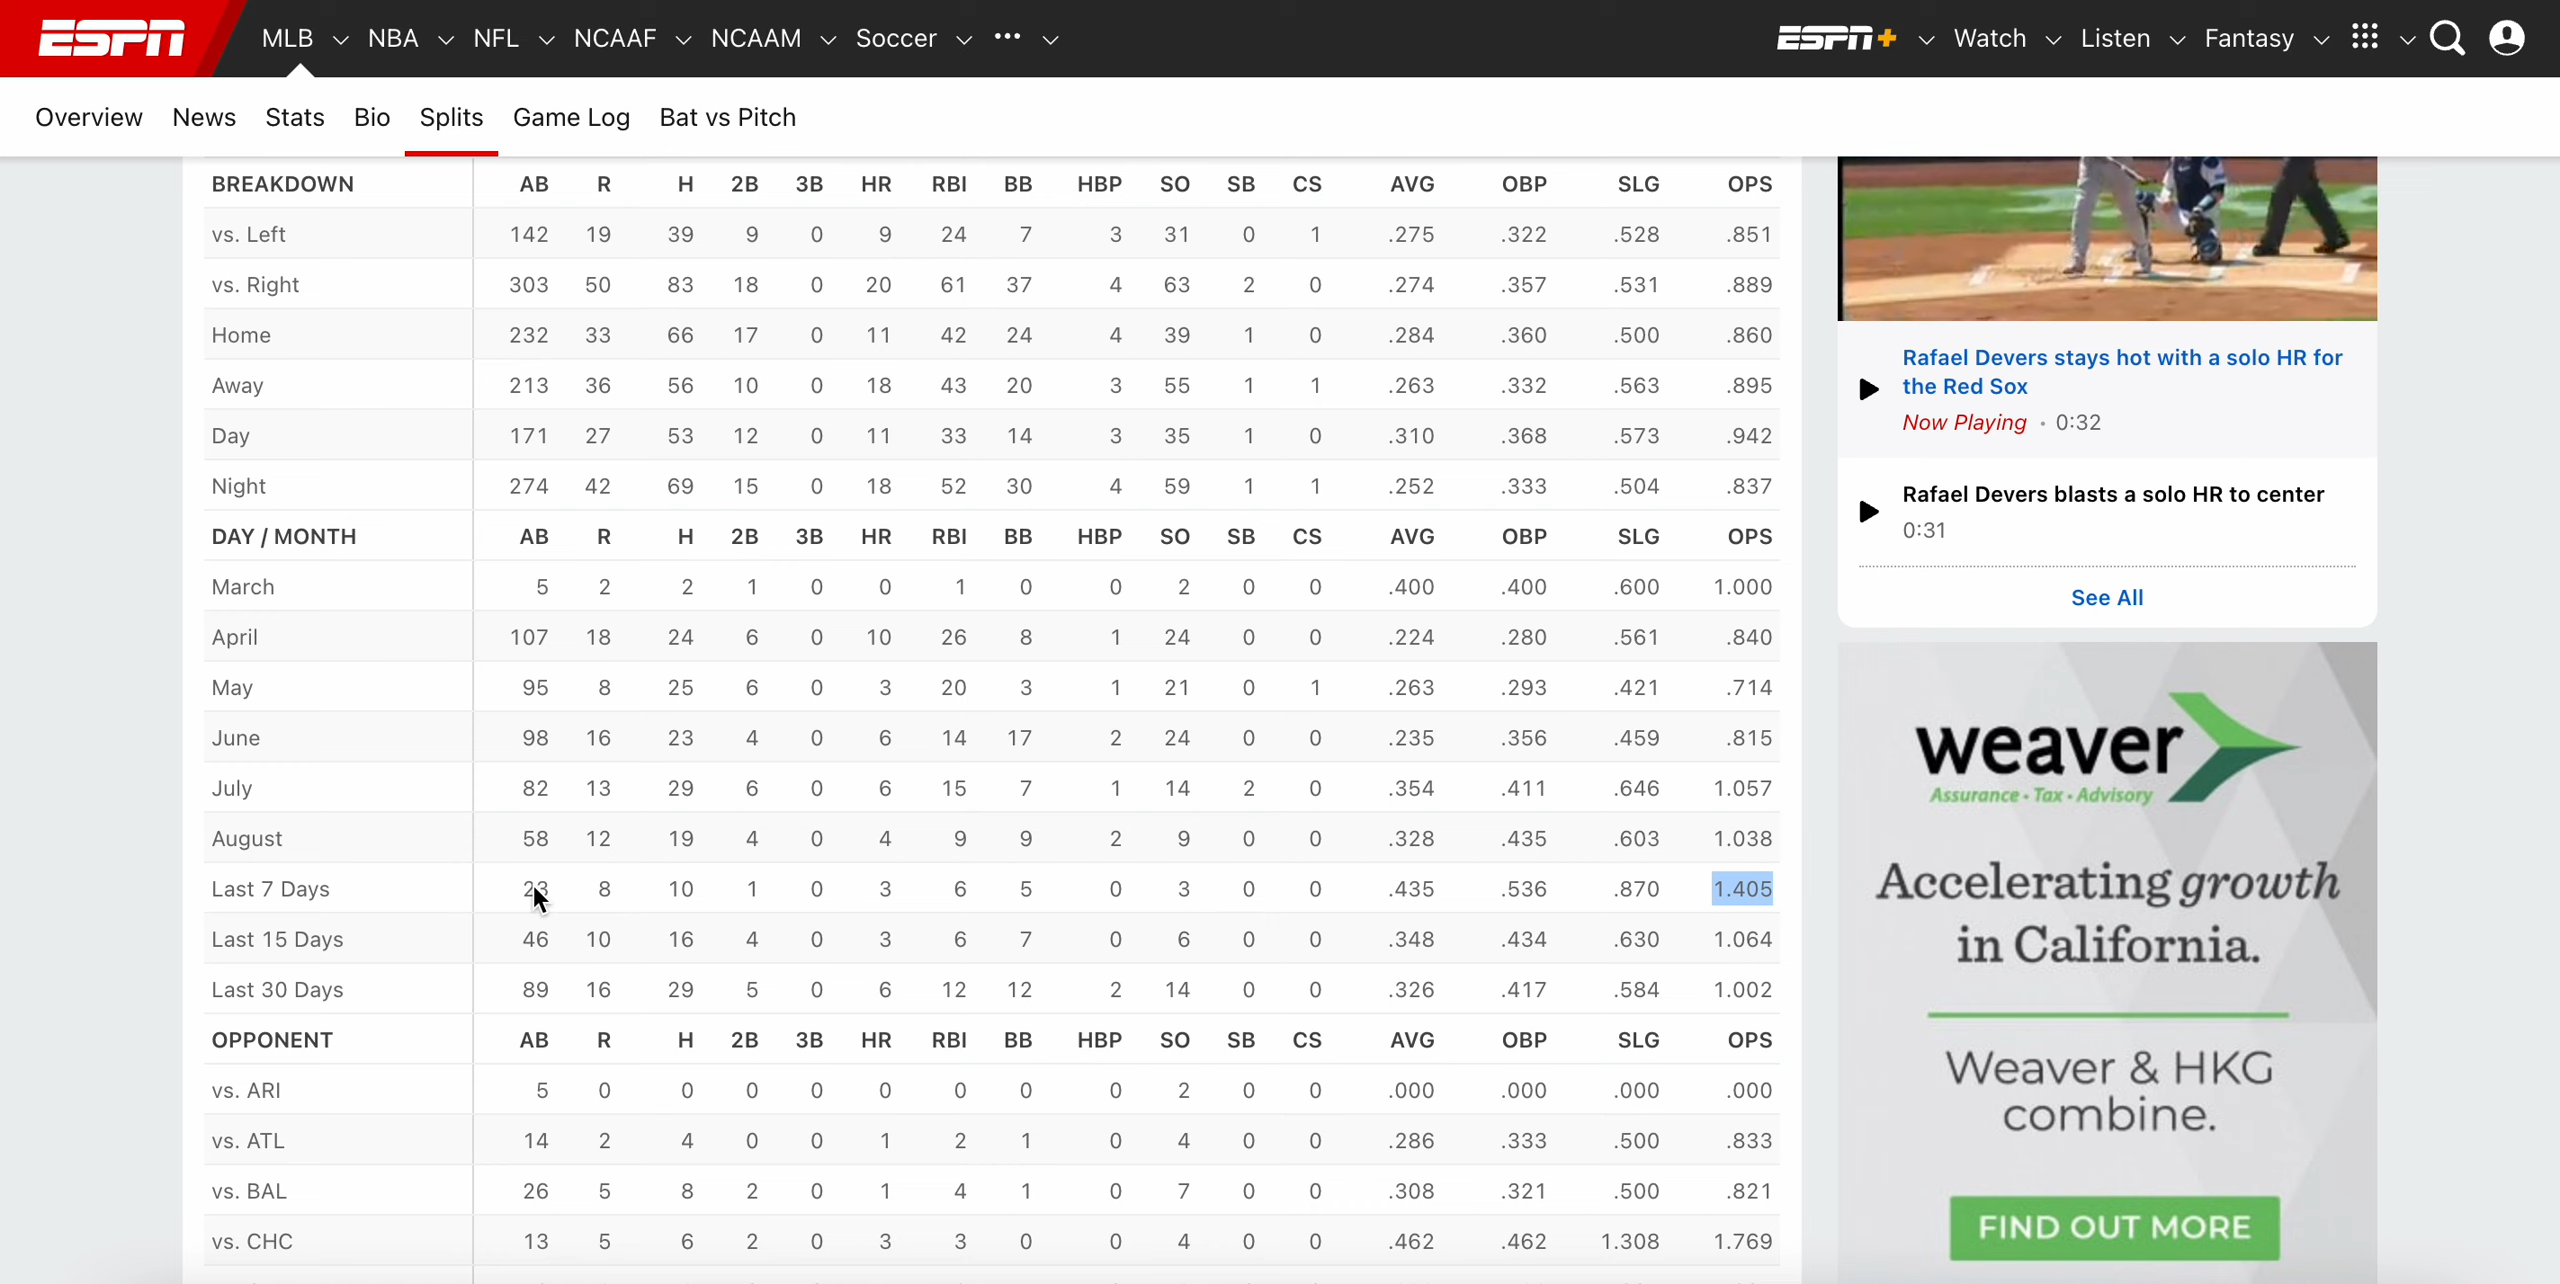 ESPN MLB NBA NFL NCAAF NCAAM Soccer ••• ESPN+ Watch Listen Fantasy
Overview News Stats Bio Splits Game Log Bat vs Pitch
BREAKDOWN AB R H 2B 3B HR RBI BB HBP SO SB CS AVG OBP SLG OPS
vs. Left 142 19 39 9 0 9 24 7 3 31 0 1 .275 .322 .528 .851
vs. Right 303 50 83 18 0 20 61 37 4 63 2 0 .274 .357 .531 .889
Home 232 33 66 17 0 11 42 24 4 39 1 0 .284 .360 .500 .860
Away 213 36 56 10 0 18 43 20 3 55 1 1 .263 .332 .563 .895
Day 171 27 53 12 0 11 33 14 3 35 1 0 .310 .368 .573 .942
Night 274 42 69 15 0 18 52 30 4 59 1 1 .252 .333 .504 .837
DAY / MONTH AB R H 2B 3B HR RBI BB HBP SO SB CS AVG OBP SLG OPS
March 5 2 2 1 0 0 1 0 0 2 0 0 .400 .400 .600 1.000
April 107 18 24 6 0 10 26 8 1 24 0 0 .224 .280 .561 .840
May 95 8 25 6 0 3 20 3 1 21 0 1 .263 .293 .421 .714
June 98 16 23 4 0 6 14 17 2 24 0 0 .235 .356 .459 .815
July 82 13 29 6 0 6 15 7 1 14 2 0 .354 .411 .646 1.057
August 58 12 19 4 0 4 9 9 2 9 0 0 .328 .435 .603 1.038
Last 7 Days 23 8 10 1 0 3 6 5 0 3 0 0 .435 .536 .870 1.405
Last 15 Days 46 10 16 4 0 3 6 7 0 6 0 0 .348 .434 .630 1.064
Last 30 Days 89 16 29 5 0 6 12 12 2 14 0 0 .326 .417 .584 1.002
OPPONENT AB R H 2B 3B HR RBI BB HBP SO SB CS AVG OBP SLG OPS
vs. ARI 5 0 0 0 0 0 0 0 0 2 0 0 .000 .000 .000 .000
vs. ATL 14 2 4 0 0 1 2 1 0 4 0 0 .286 .333 .500 .833
vs. BAL 26 5 8 2 0 1 4 1 0 7 0 0 .308 .321 .500 .821
vs. CHC 13 5 6 2 0 3 3 0 0 4 0 0 .462 .462 1.308 1.769
Rafael Devers stays hot with a solo HR for
the Red Sox
Now Playing • 0:32
Rafael Devers blasts a solo HR to center
0:31
See All
weaver
Assurance • Tax • Advisory
Accelerating growth
in California.
Weaver & HKG
combine.
FIND OUT MORE